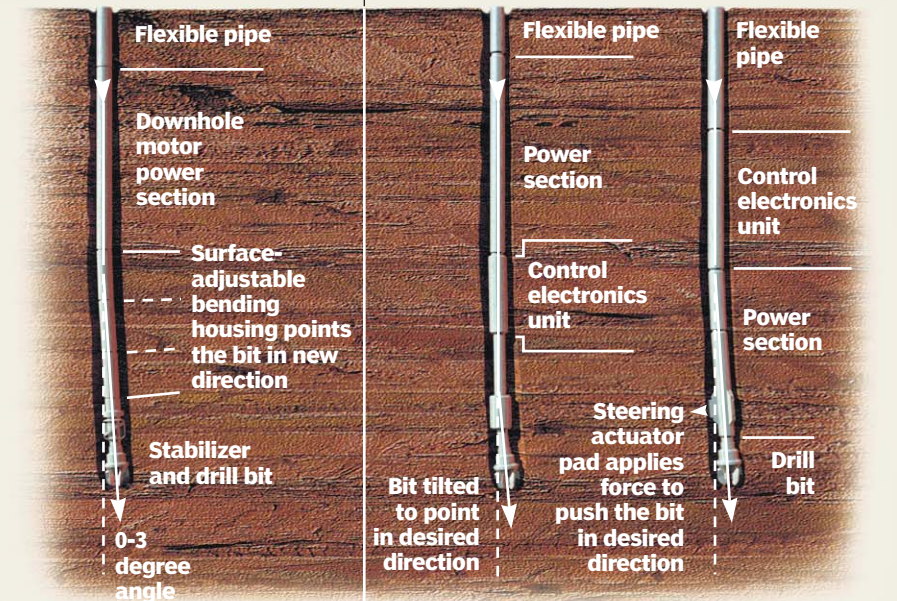 Flexible pipe
Downhole
motor
power
section
Surface-
adjustable
bending
housing points
the bit in new
direction
Stabilizer
and drill bit
0-3
degree
angle
Flexible pipe
Power
section
Control
electronics
unit
Bit tilted
to point
in desired
direction
Flexible
pipe
Control
electronics
unit
Power
section
Steering
actuator
pad applies
force to
push the bit
in desired
direction
Drill
bit